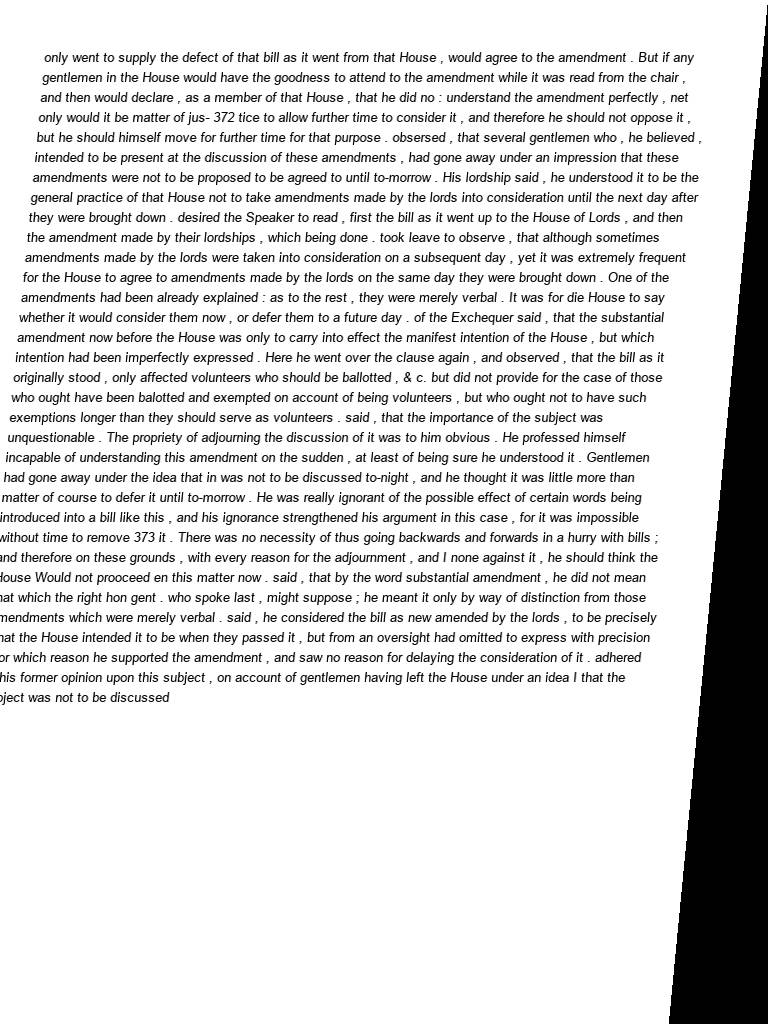 only went to supply the defect of that bill as it went from that House , would agree to the amendment . But if any
gentlemen in the House would have the goodness to attend to the amendment while it was read from the chair ,
and then would declare , as a member of that House , that he did no : understand the amendment perfectly , net
only would it be matter of jus- 372 tice to allow further time to consider it , and therefore he should not oppose it ,
but he should himself move for further time for that purpose . obsersed , that several gentlemen who , he believed ,
intended to be present at the discussion of these amendments , had gone away under an impression that these
amendments were not to be proposed to be agreed to until to-morrow . His lordship said , he understood it to be the
general practice of that House not to take amendments made by the lords into consideration until the next day after
they were brought down . desired the Speaker to read , first the bill as it went up to the House of Lords , and then
the amendment made by their lordships , which being done . took leave to observe , that although sometimes
amendments made by the lords were taken into consideration on a subsequent day , yet it was extremely frequent
for the House to agree to amendments made by the lords on the same day they were brought down . One of the
amendments had been already explained : as to the rest , they were merely verbal . It was for die House to say
whether it would consider them now , or defer them to a future day . of the Exchequer said , that the substantial
amendment now before the House was only to carry into effect the manifest intention of the House , but which
intention had been imperfectly expressed . Here he went over the clause again , and observed , that the bill as it
originally stood , only affected volunteers who should be ballotted , & c. but did not provide for the case of those
who ought have been balotted and exempted on account of being volunteers , but who ought not to have such
exemptions longer than they should serve as volunteers . said , that the importance of the subject was
unquestionable . The propriety of adjourning the discussion of it was to him obvious . He professed himself
incapable of understanding this amendment on the sudden , at least of being sure he understood it . Gentlemen
had gone away under the idea that in was not to be discussed to-night , and he thought it was little more than
matter of course to defer it until to-morrow . He was really ignorant of the possible effect of certain words being
introduced into a bill like this , and his ignorance strengthened his argument in this case , for it was impossible
without time to remove 373 it . There was no necessity of thus going backwards and forwards in a hurry with bills ;
and therefore on these grounds , with every reason for the adjournment , and I none against it , he should think the
House Would not prooceed en this matter now . said , that by the word substantial amendment , he did not mean
that which the right hon gent . who spoke last , might suppose ; he meant it only by way of distinction from those
amendments which were merely verbal . said , he considered the bill as new amended by the lords , to be precisely
what the House intended it to be when they passed it , but from an oversight had omitted to express with precision
for which reason he supported the amendment , and saw no reason for delaying the consideration of it . adhered
his former opinion upon this subject , on account of gentlemen having left the House under an idea I that the
subject was not to be discussed